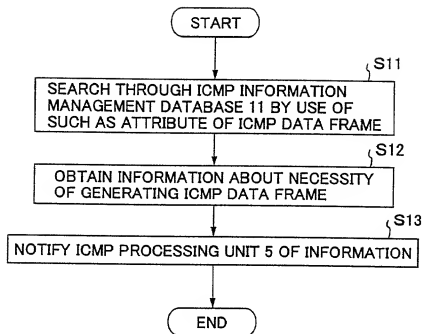 START
S11
SEARCH THROUGH ICMP INFORMATION
MANAGEMENT DATABASE 11 BY USE OF
SUCH AS ATTRIBUTE OF ICMP DATA FRAME
S12
OBTAIN INFORMATION ABOUT NECESSITY
OF GENERATING ICMP DATA FRAME
S13
NOTIFY ICMP PROCESSING UNIT 5 OF INFORMATION
END